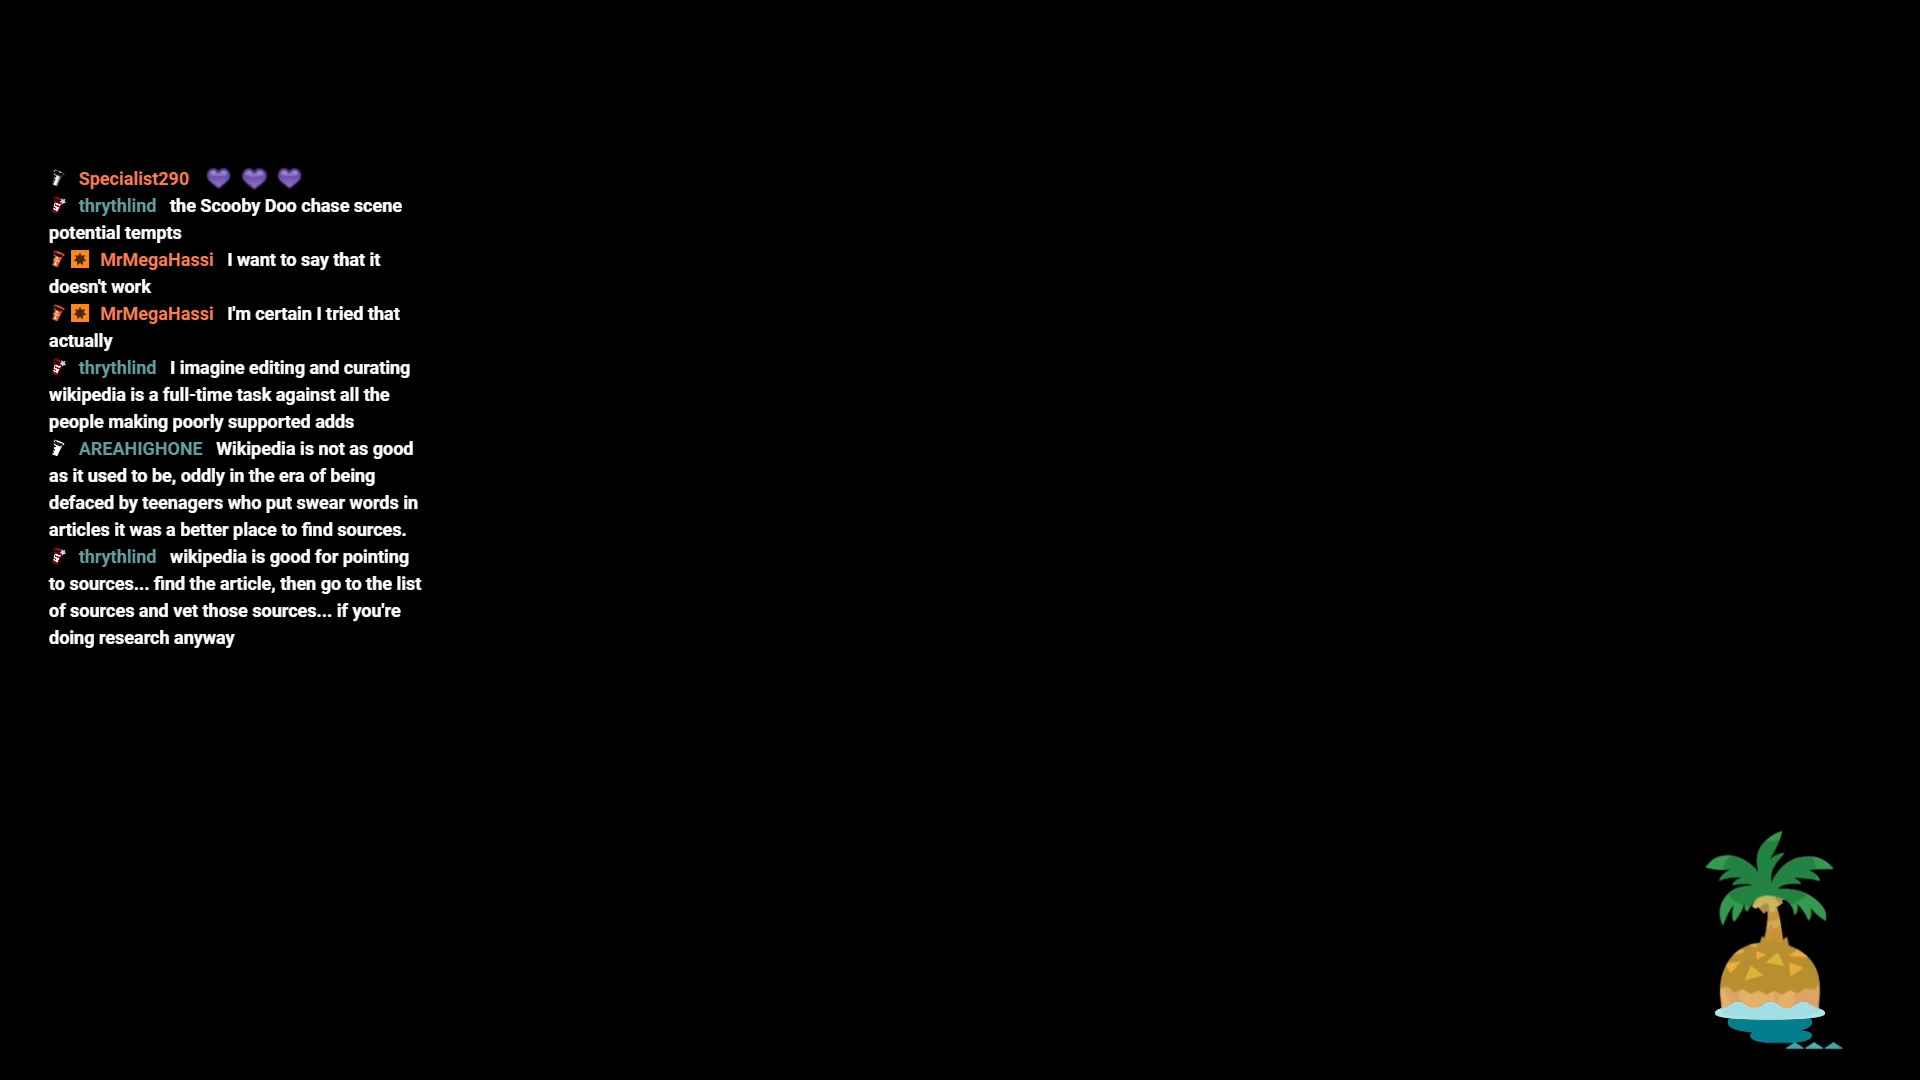 Specialist290 💜 💜 💜
thrythlind the Scooby Doo chase scene
potential tempts
MrMegaHassi I want to say that it
doesn't work
MrMegaHassi I'm certain I tried that
actually
thrythlind I imagine editing and curating
wikipedia is a full-time task against all the
people making poorly supported adds
AREAHIGHONE Wikipedia is not as good
as it used to be, oddly in the era of being
defaced by teenagers who put swear words in
articles it was a better place to find sources.
thrythlind wikipedia is good for pointing
to sources... find the article, then go to the list
of sources and vet those sources... if you're
doing research anyway